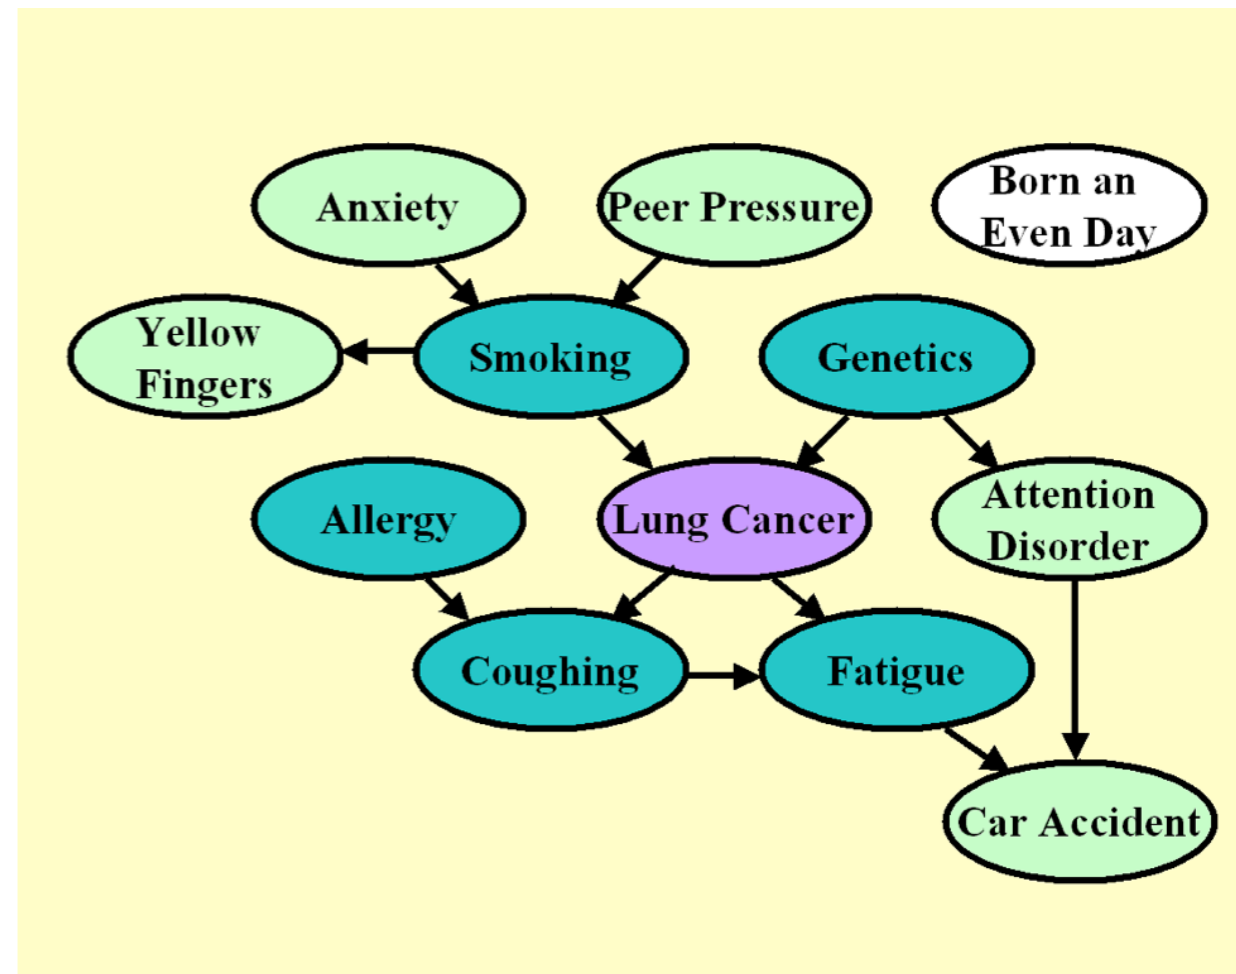 Anxiety
Peer Pressure
Born an
Even Day
Yellow
Fingers
Smoking
Genetics
Allergy
Lung Cancer
Attention
Disorder
Coughing
Fatigue
Car Accident